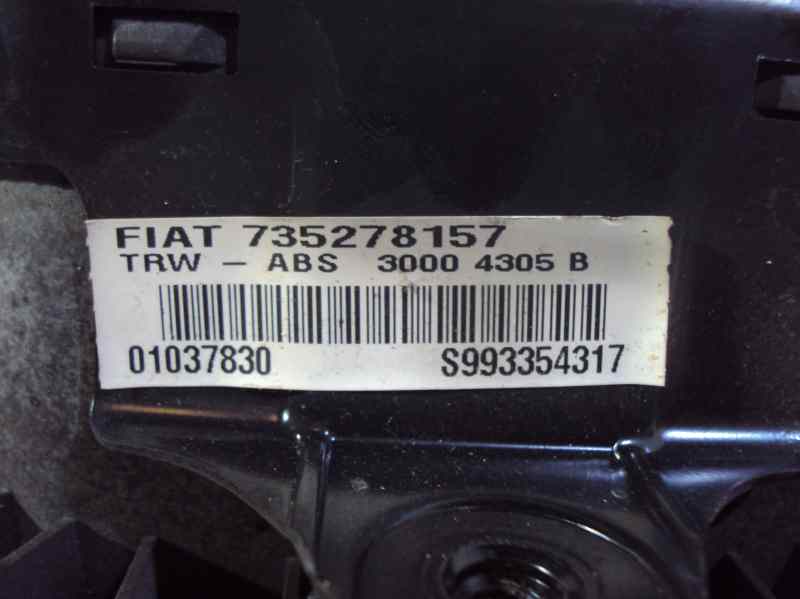 FIAT 735278157
TRW - ABS 3000 4305 B
01037830 S993354317